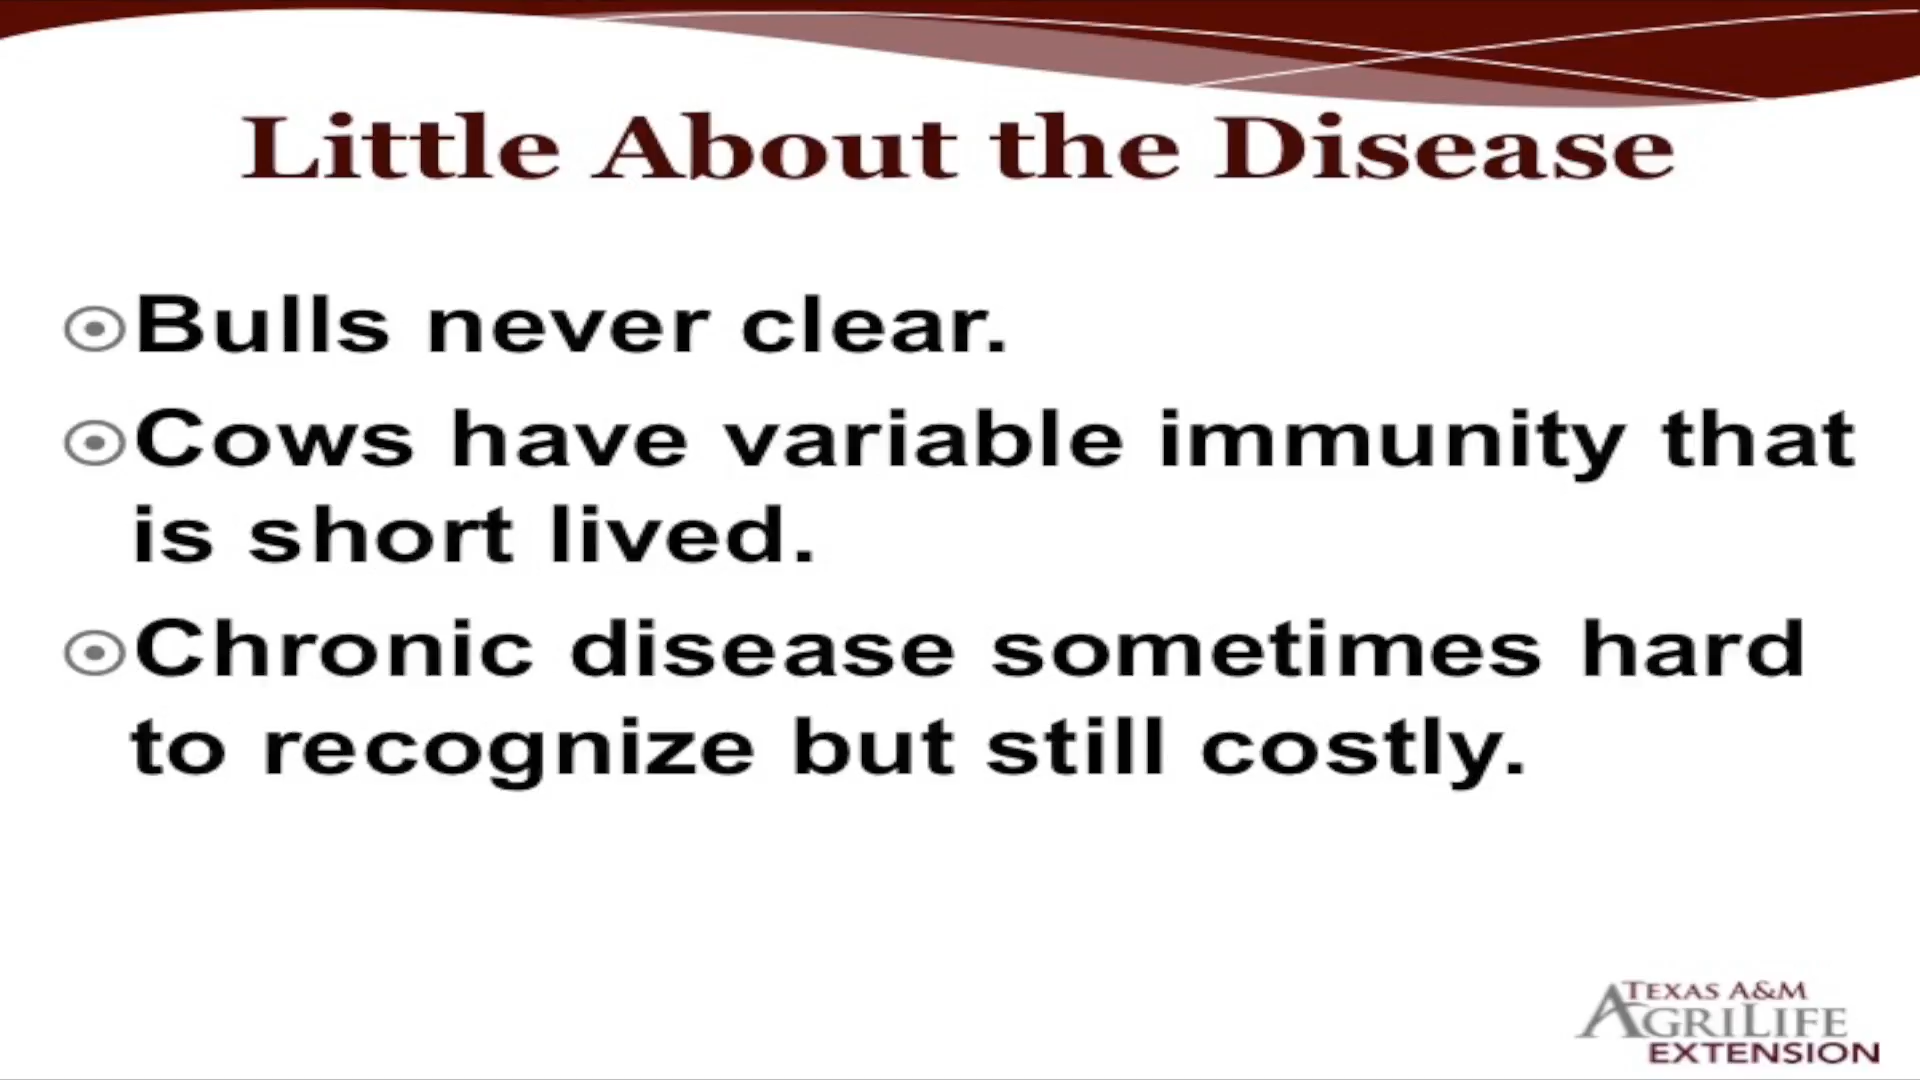 Little About the Disease
Bulls never clear.
Cows have variable immunity that
is short lived.
Chronic disease sometimes hard
to recognize but still costly.
TEXAS A&M
AGRILIFE
EXTENSION